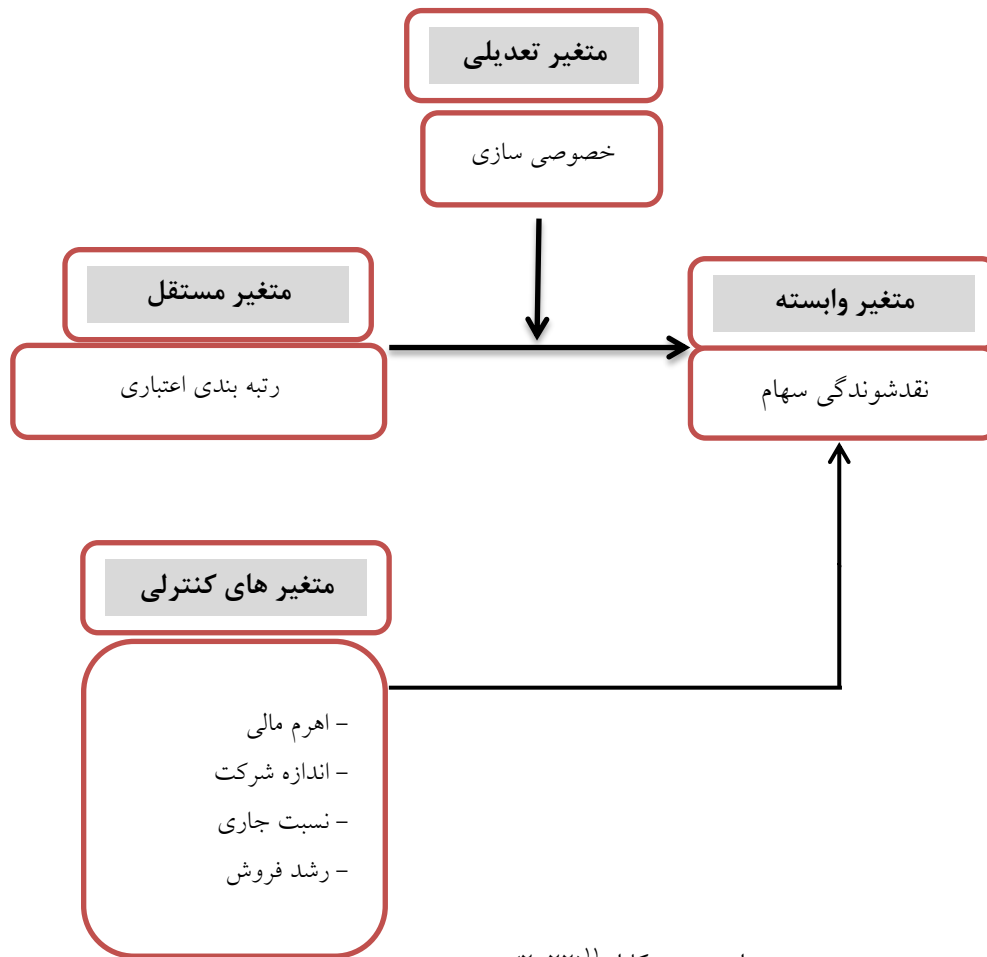 متغیر تعدیلی
خصوصی سازی
متغیر مستقل
رتبه بندی اعتباری
متغیر وابسته
نقدشوندگی سهام
متغیر های کنترلی
- اهرم مالی
- اندازه شرکت
- نسبت جاری
- رشد فروش